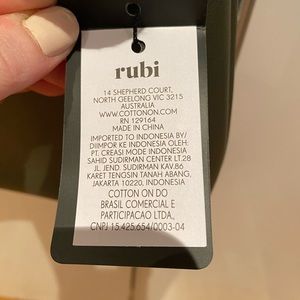 rubi
14 SHEPHERD COURT,
NORTH GEELONG VIC 3215
AUSTRALIA
WWW.COTTONON.COM
RN 129164
MADE IN CHINA
IMPORTED TO INDONESIA BY/
DIIMPOR KE INDONESIA OLEH:
PT. CREASI MODE INDONESIA
SAHID SUDIRMAN CENTER LT.28
JL JEND. SUDIRMAN KAV.86
KARET TENGSIN TANAH ABANG,
JAKARTA 10220, INDONESIA
COTTON ON DO
BRASIL COMERCIAL E
PARTICIPACAO LTDA.,
CNPJ 15.425.654/0003-04